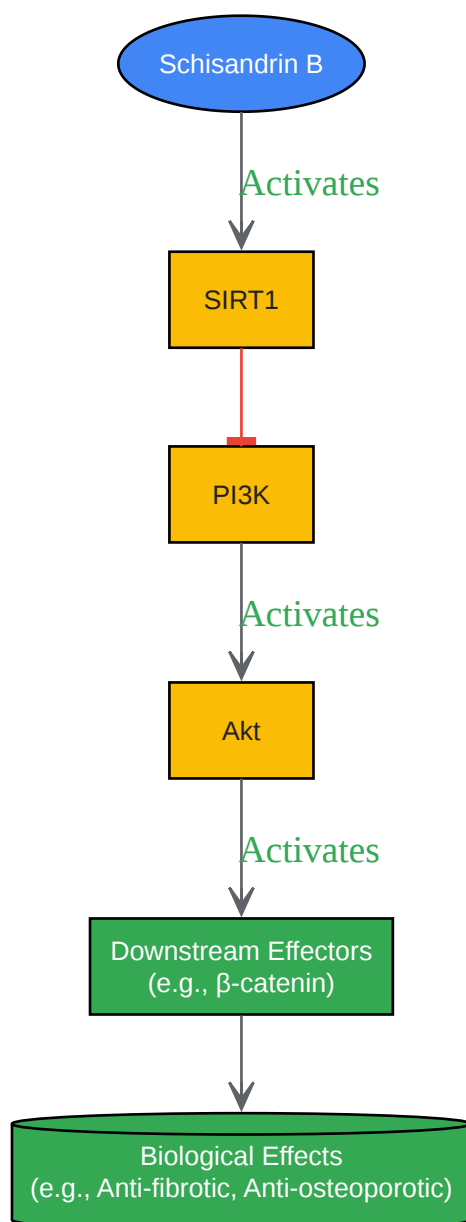 Schisandrin B
Activates
SIRT1
PI3K
Activates
Akt
Activates
Downstream Effectors
(e.g., β-catenin)
Biological Effects
(e.g., Anti-fibrotic, Anti-osteoporotic)